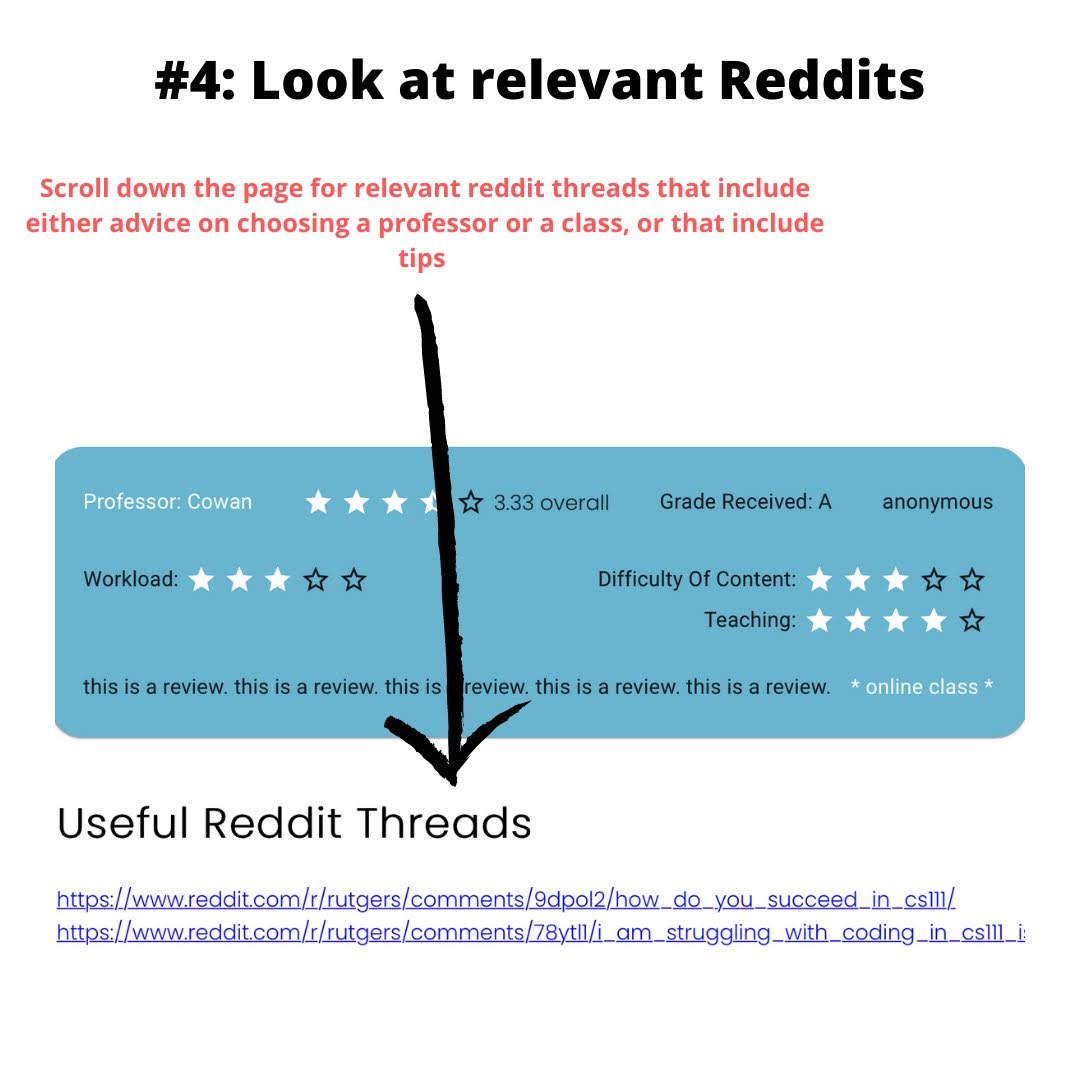 #4: Look at relevant Reddits
Scroll down the page for relevant reddit threads that include
either advice on choosing a professor or a class, or that include
tips
Professor: Cowan 3.33 overall Grade Received: A anonymous
Workload: Difficulty Of Content:
Teaching:
this is a review. this is a review. this is review. this is a review. this is a review. * online class *
Useful Reddit Threads
https://www.reddit.com/r/rutgers/comments/9dpol2/how_do_you_succeed_in_cs111/
https://www.reddit.com/r/rutgers/comments/78ytl1/i_am_struggling_with_coding_in_cs111_i